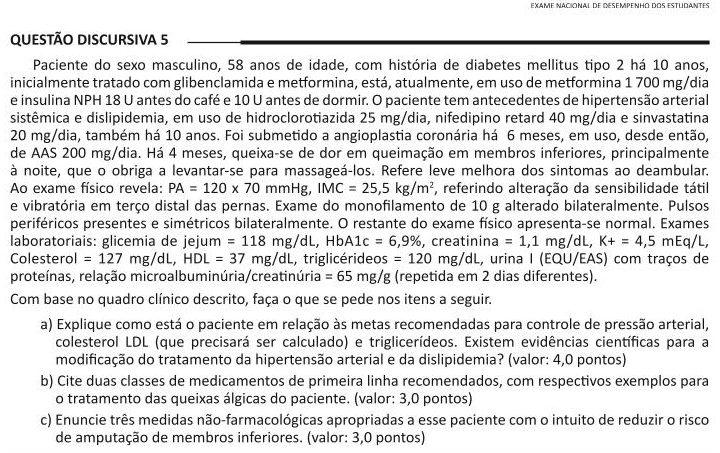 EXAME NACIONAL DE DESEMPENHO DOS ESTUDANTES
QUESTÃO DISCURSIVA 5
Paciente do sexo masculino, 58 anos de idade, com história de diabetes mellitus tipo 2 há 10 anos,
inicialmente tratado com glibenclamida e metformina, está, atualmente, em uso de metformina 1 700 mg/dia
e insulina NPH 18 U antes do café e 10 U antes de dormir. O paciente tem antecedentes de hipertensão arterial
sistêmica e dislipidemia, em uso de hidroclorotiazida 25 mg/dia, nifedipino retard 40 mg/dia e sinvastatina
20 mg/dia, também há 10 anos. Foi submetido a angioplastia coronária há 6 meses, em uso, desde então,
de AAS 200 mg/dia. Há 4 meses, queixa-se de dor em queimação em membros inferiores, principalmente
à noite, que o obriga a levantar-se para massageá-los. Refere leve melhora dos sintomas ao deambular.
Ao exame físico revela: PA = 120 x 70 mmHg, IMC = 25,5 kg/m², referindo alteração da sensibilidade tátil
e vibratória em terço distal das pernas. Exame do monofilamento de 10 g alterado bilateralmente. Pulsos
periféricos presentes e simétricos bilateralmente. O restante do exame físico apresenta-se normal. Exames
laboratoriais: glicemia de jejum = 118 mg/dL, HbA1c = 6,9%, creatinina = 1,1 mg/dL, K+ = 4,5 mEq/L,
Colesterol = 127 mg/dL, HDL = 37 mg/dL, triglicérideos = 120 mg/dL, urina I (EQU/EAS) com traços de
proteínas, relação microalbuminúria/creatinúria = 65 mg/g (repetida em 2 dias diferentes).
Com base no quadro clínico descrito, faça o que se pede nos itens a seguir.
a) Explique como está o paciente em relação às metas recomendadas para controle de pressão arterial,
colesterol LDL (que precisará ser calculado) e triglicerídeos. Existem evidências científicas para a
modificação do tratamento da hipertensão arterial e da dislipidemia? (valor: 4,0 pontos)
b) Cite duas classes de medicamentos de primeira linha recomendados, com respectivos exemplos para
o tratamento das queixas álgicas do paciente. (valor: 3,0 pontos)
c) Enuncie três medidas não-farmacológicas apropriadas a esse paciente com o intuito de reduzir o risco
de amputação de membros inferiores. (valor: 3,0 pontos)